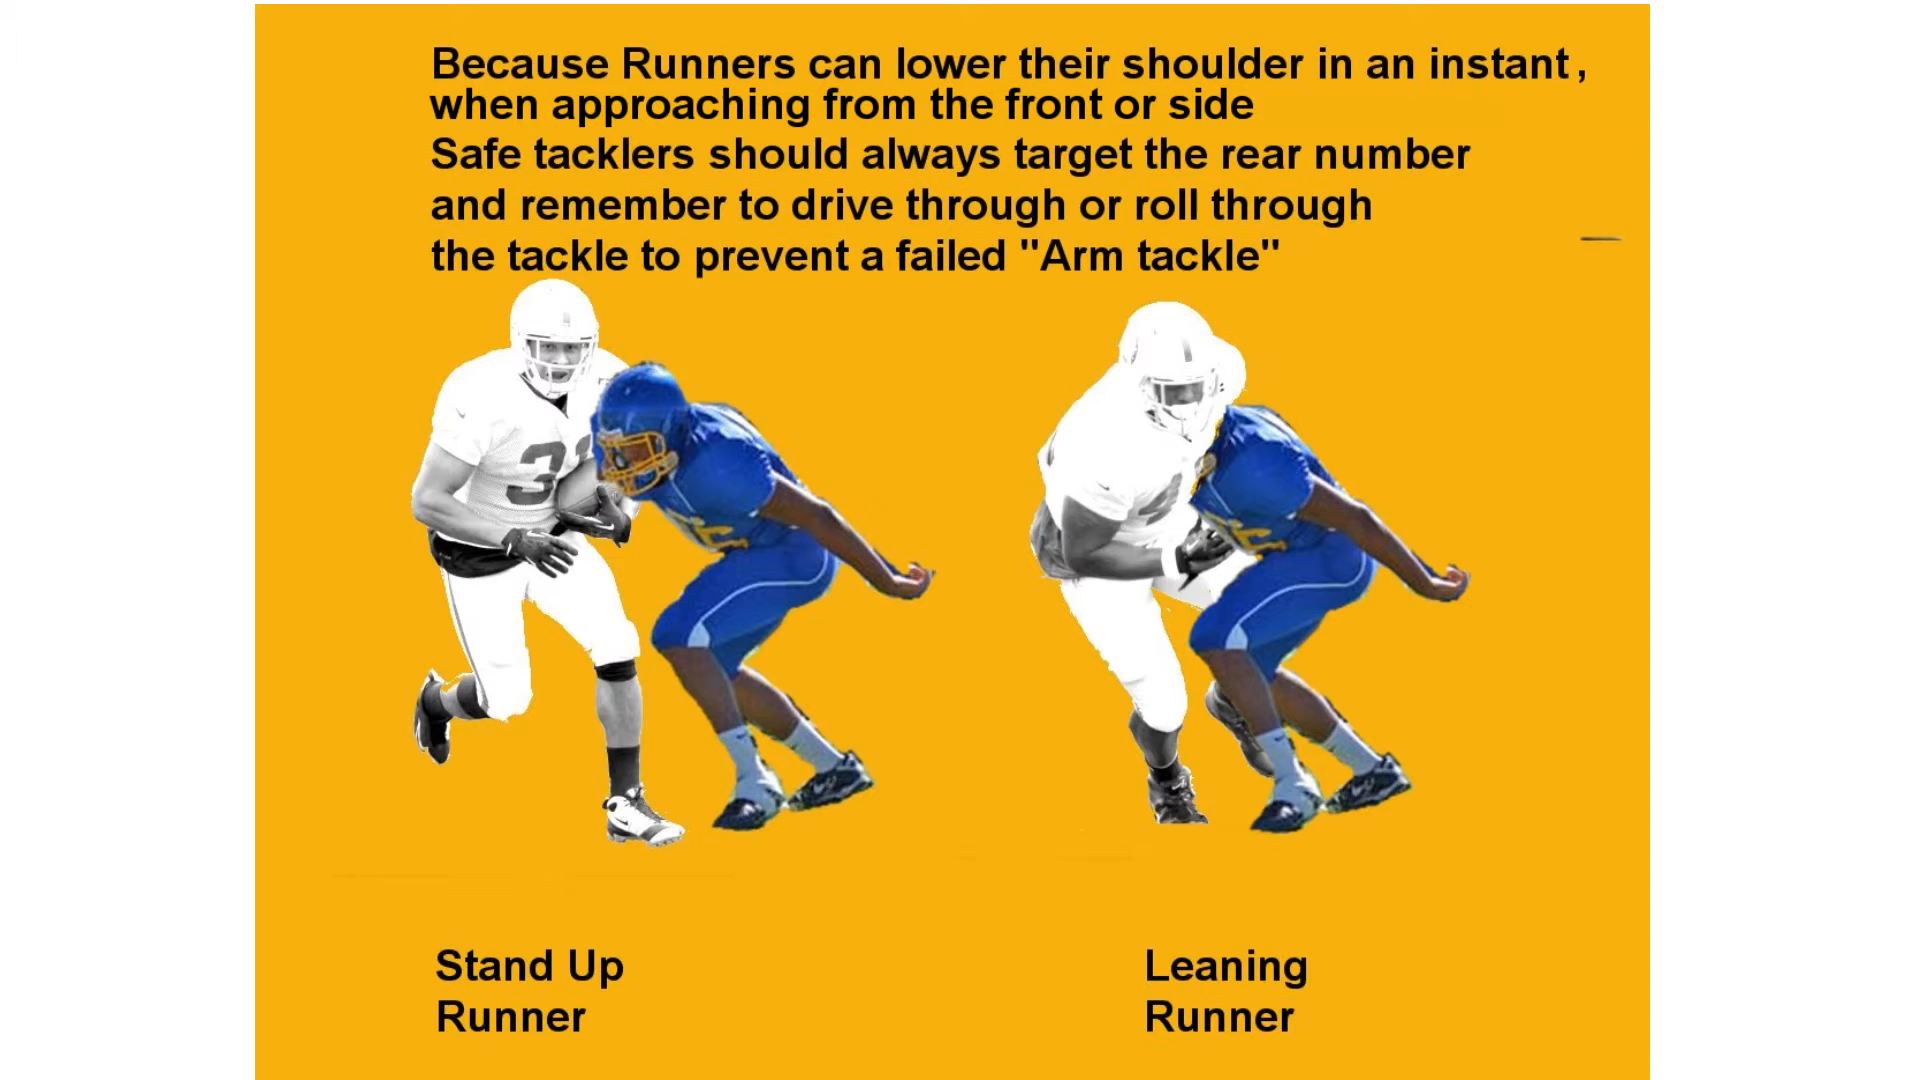 Because Runners can lower their shoulder in an instant,
when approaching from the front or side
Safe tacklers should always target the rear number
and remember to drive through or roll through
the tackle to prevent a failed "Arm tackle"
31
4
Stand Up
Runner
Leaning
Runner